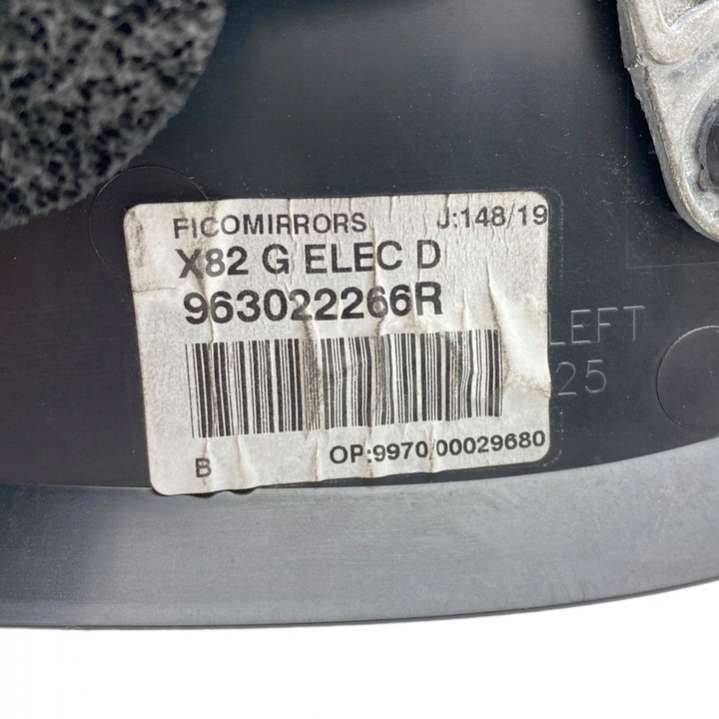 FICOMIRRORS J:148/19
X82 G ELEC D
963022266R
B OP:9970/00029680
LEFT
25